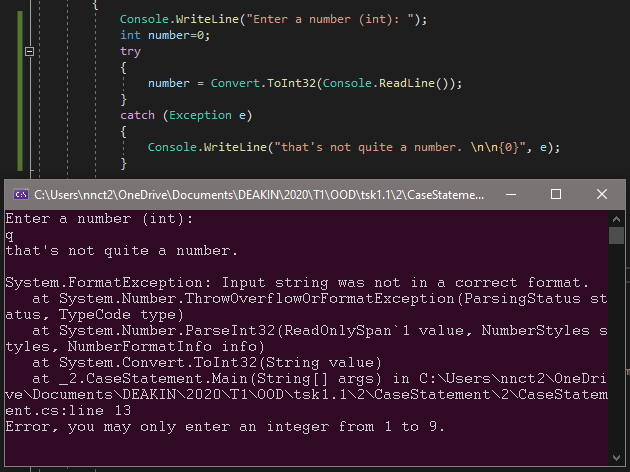 {
Console.WriteLine("Enter a number (int): ");
int number=0;
try
{
number = Convert.ToInt32(Console.ReadLine());
}
catch (Exception e)
{
Console.WriteLine("that's not quite a number. \n\n{0}", e);
}
C:\Users\nnct2\OneDrive\Documents\DEAKIN\2020\T1\OOD\tsk1.1\2\CaseStateme...
Enter a number (int):
q
that's not quite a number.
System.FormatException: Input string was not in a correct format.
at System.Number.ThrowOverflowOrFormatException(ParsingStatus st
atus, TypeCode type)
at System.Number.ParseInt32(ReadOnlySpan`1 value, NumberStyles s
tyles, NumberFormatInfo info)
at System.Convert.ToInt32(String value)
at _2.CaseStatement.Main(String[] args) in C:\Users\nnct2\OneDri
ve\Documents\DEAKIN\2020\T1\OOD\tsk1.1\2\CaseStatement\2\CaseStatem
ent.cs:line 13
Error, you may only enter an integer from 1 to 9.